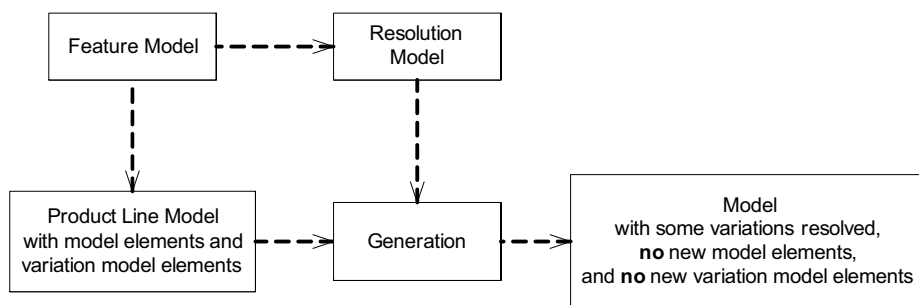 Feature Model
Resolution
Model
Product Line Model
with model elements and
variation model elements
Generation
Model
with some variations resolved,
no new model elements,
and no new variation model elements